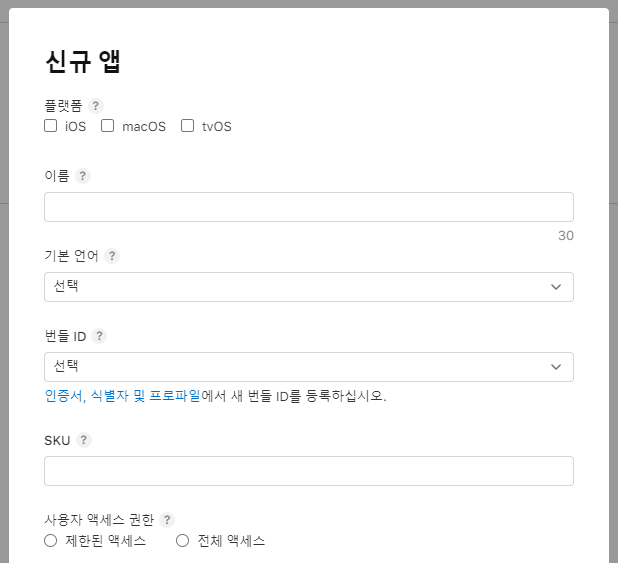 신규 앱
플랫폼 ?
iOS macOS tvOS
이름 ?
30
기본 언어 ?
선택
번들 ID ?
선택
인증서, 식별자 및 프로파일에서 새 번들 ID를 등록하십시오.
SKU ?
사용자 액세스 권한 ?
제한된 액세스 전체 액세스